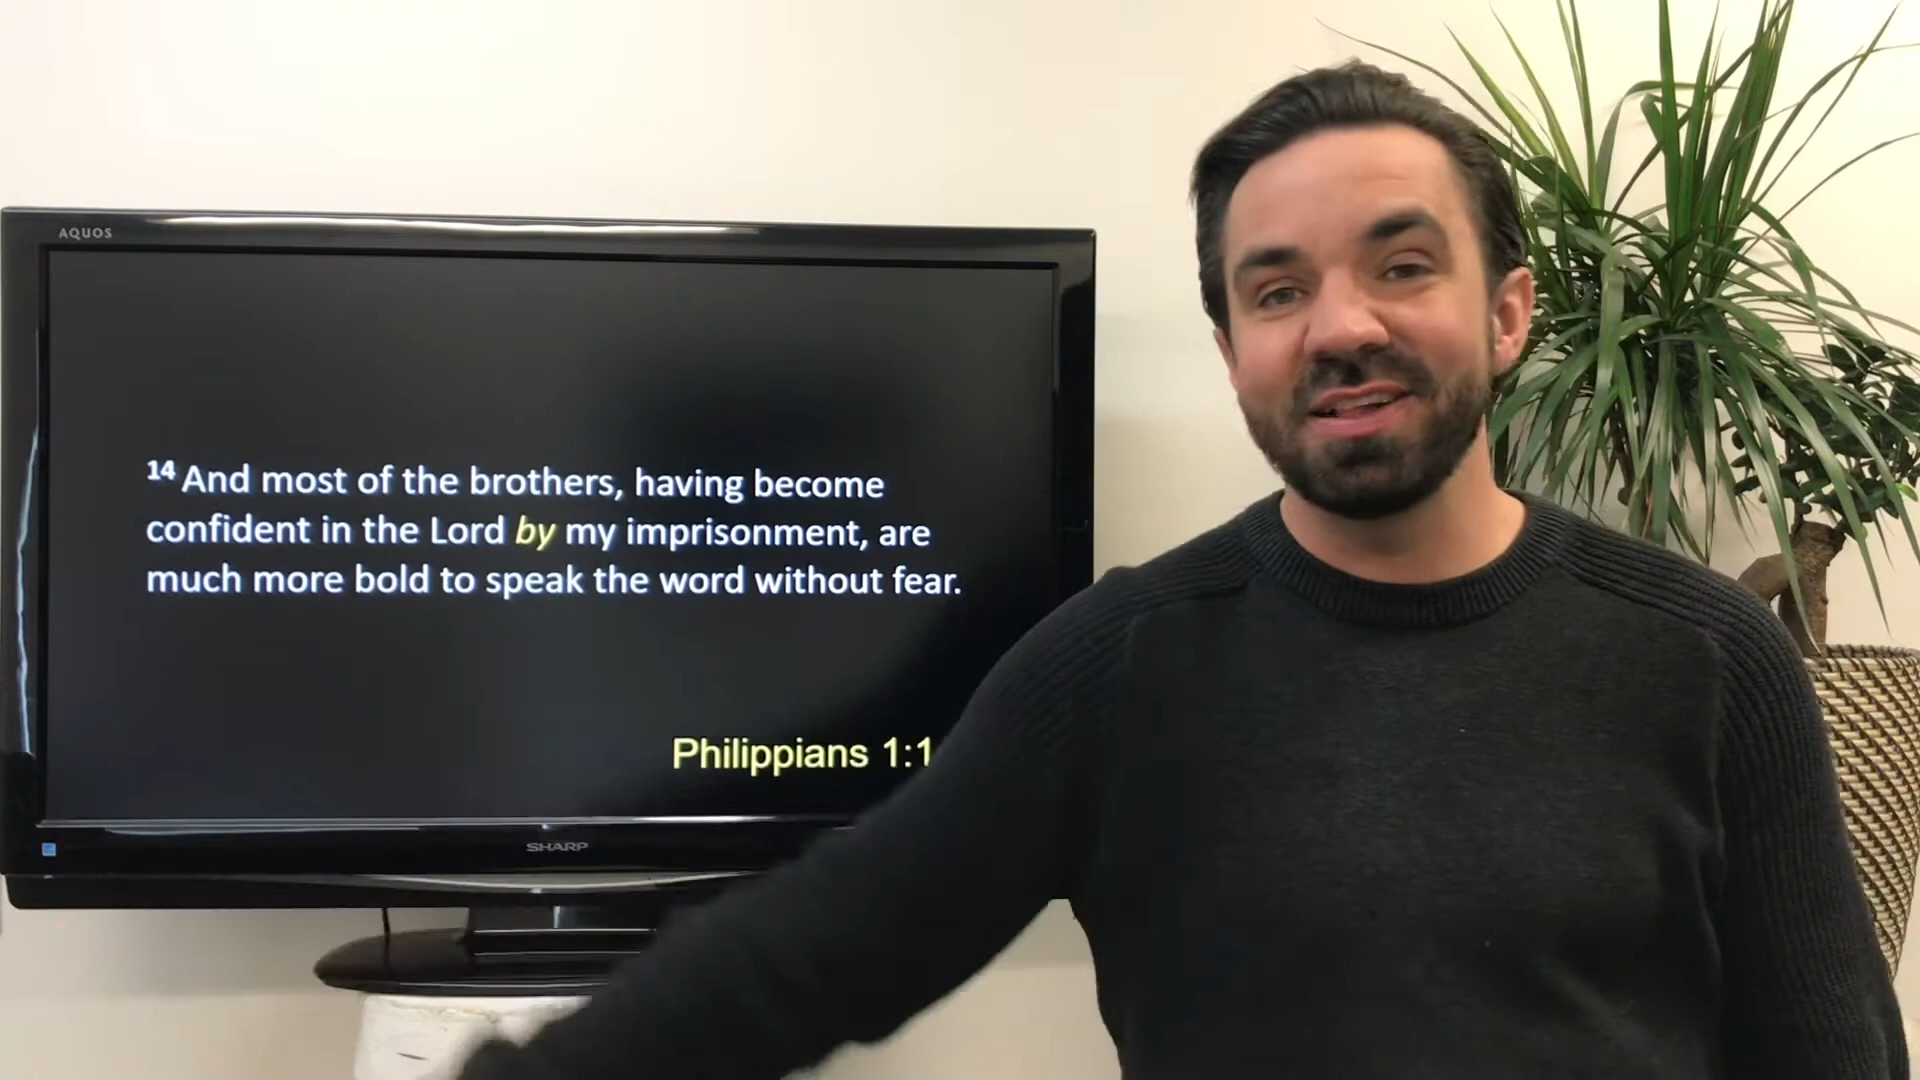 AQUOS
14 And most of the brothers, having become
confident in the Lord by my imprisonment, are
much more bold to speak the word without fear.
Philippians 1:1
SHARP